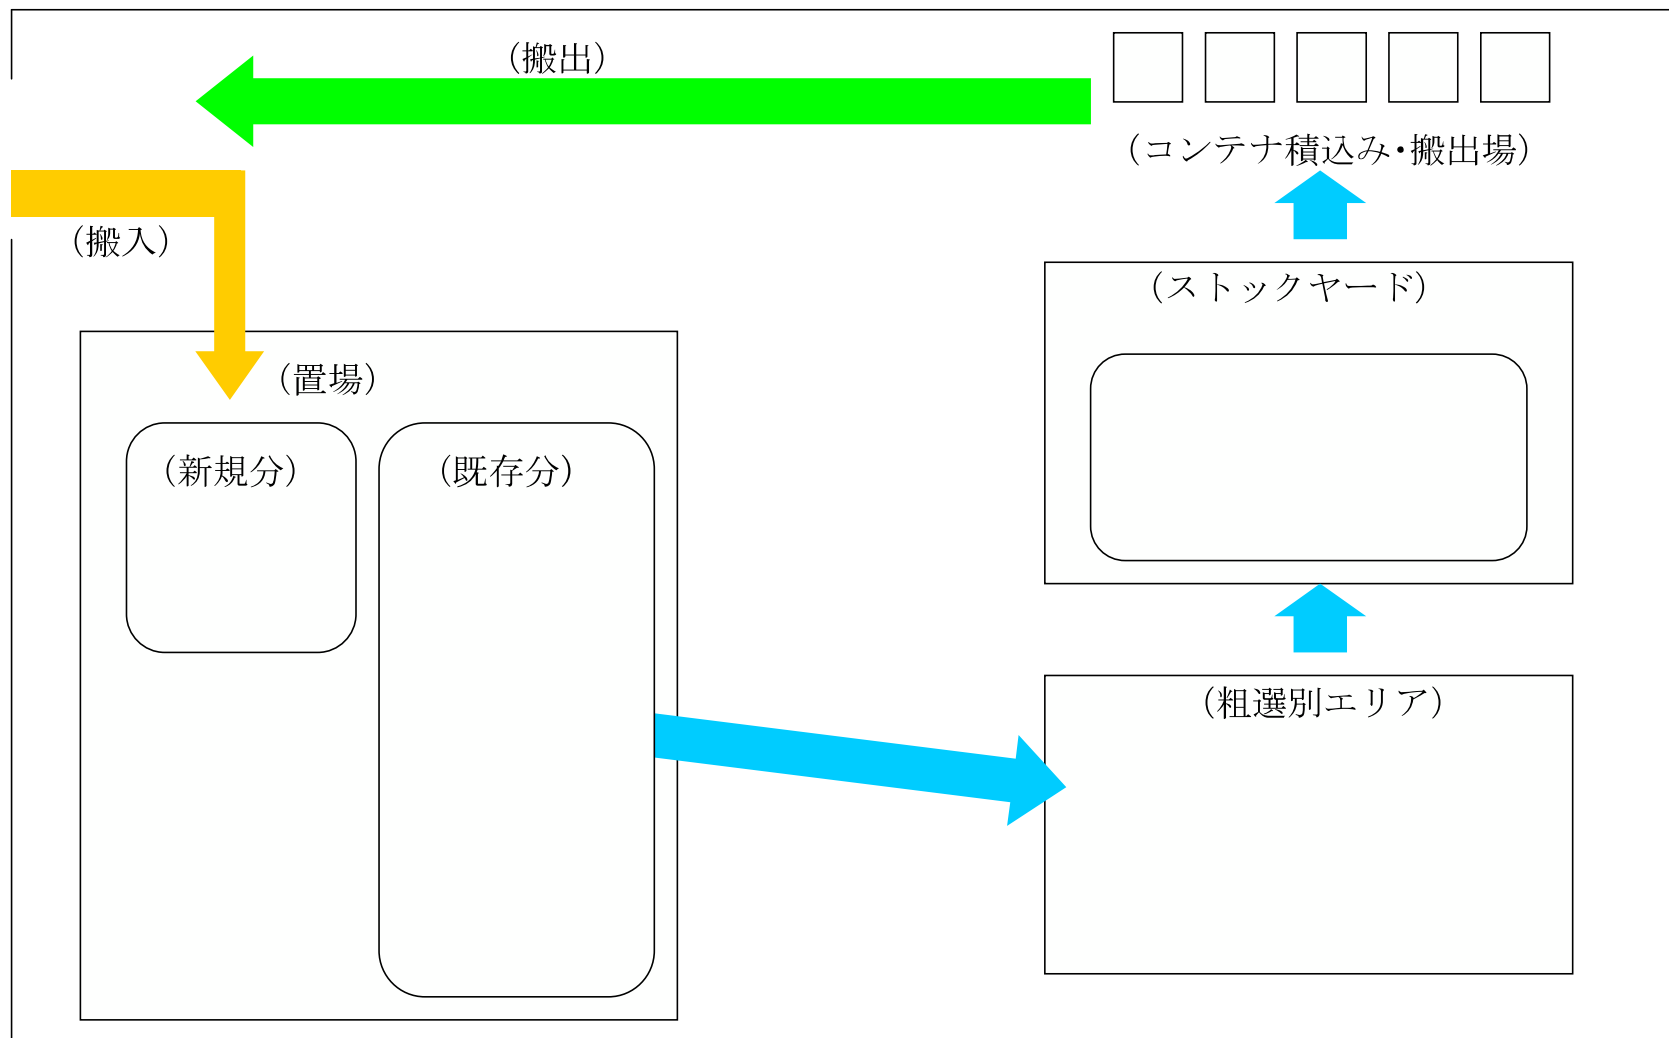 (搬出)
(コンテナ積込み・搬出場)
(搬入)
(ストックヤード)
(置場)
(新規分)
(既存分)
(粗選別エリア)